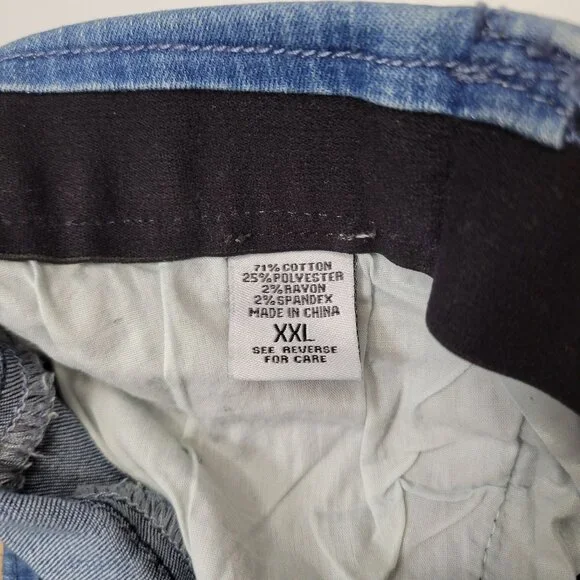 71% COTTON
25% POLYESTER
2% RAYON
2% SPANDEX
MADE IN CHINA
XXL
SEE REVERSE
FOR CARE